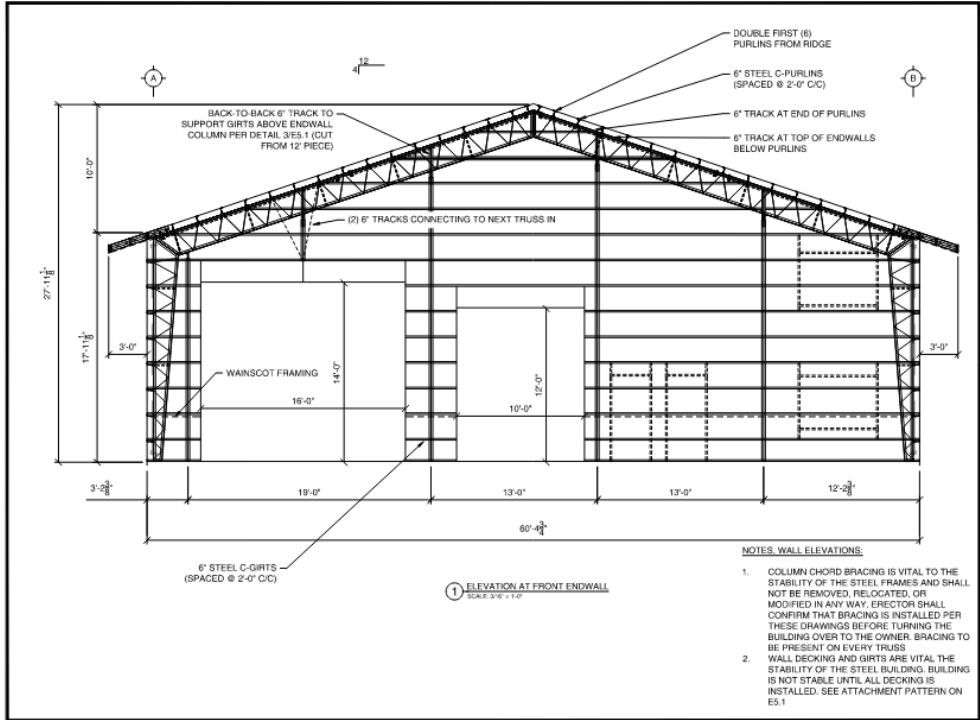 DOUBLE FIRST (6)
PURLINS FROM RIDGE
12
4
A
B
6" STEEL C-PURLINS
(SPACED @ 2'-0" C/C)
BACK-TO-BACK 6" TRACK TO
SUPPORT GIRTS ABOVE ENDWALL
COLUMN PER DETAIL 3/E5.1 (CUT
FROM 12' PIECE)
6" TRACK AT END OF PURLINS
6" TRACK AT TOP OF ENDWALLS
BELOW PURLINS
10'-0"
(2) 6" TRACKS CONNECTING TO NEXT TRUSS IN
27'-11 1/8"
17'-11 1/8"
3'-0"
3'-0"
WAINSCOT FRAMING
14'-0"
12'-0"
16'-0"
10'-0"
3'-2 3/8"
19'-0"
13'-0"
13'-0"
12'-2 3/8"
60'-4 3/4"
6" STEEL C-GIRTS
(SPACED @ 2'-0" C/C)
1
ELEVATION AT FRONT ENDWALL
SCALE: 3/16" = 1'-0"
NOTES, WALL ELEVATIONS:
1. COLUMN CHORD BRACING IS VITAL TO THE
STABILITY OF THE STEEL FRAMES AND SHALL
NOT BE REMOVED, RELOCATED, OR
MODIFIED IN ANY WAY. ERECTOR SHALL
CONFIRM THAT BRACING IS INSTALLED PER
THESE DRAWINGS BEFORE TURNING THE
BUILDING OVER TO THE OWNER. BRACING TO
BE PRESENT ON EVERY TRUSS
2. WALL DECKING AND GIRTS ARE VITAL THE
STABILITY OF THE STEEL BUILDING. BUILDING
IS NOT STABLE UNTIL ALL DECKING IS
INSTALLED. SEE ATTACHMENT PATTERN ON
E5.1